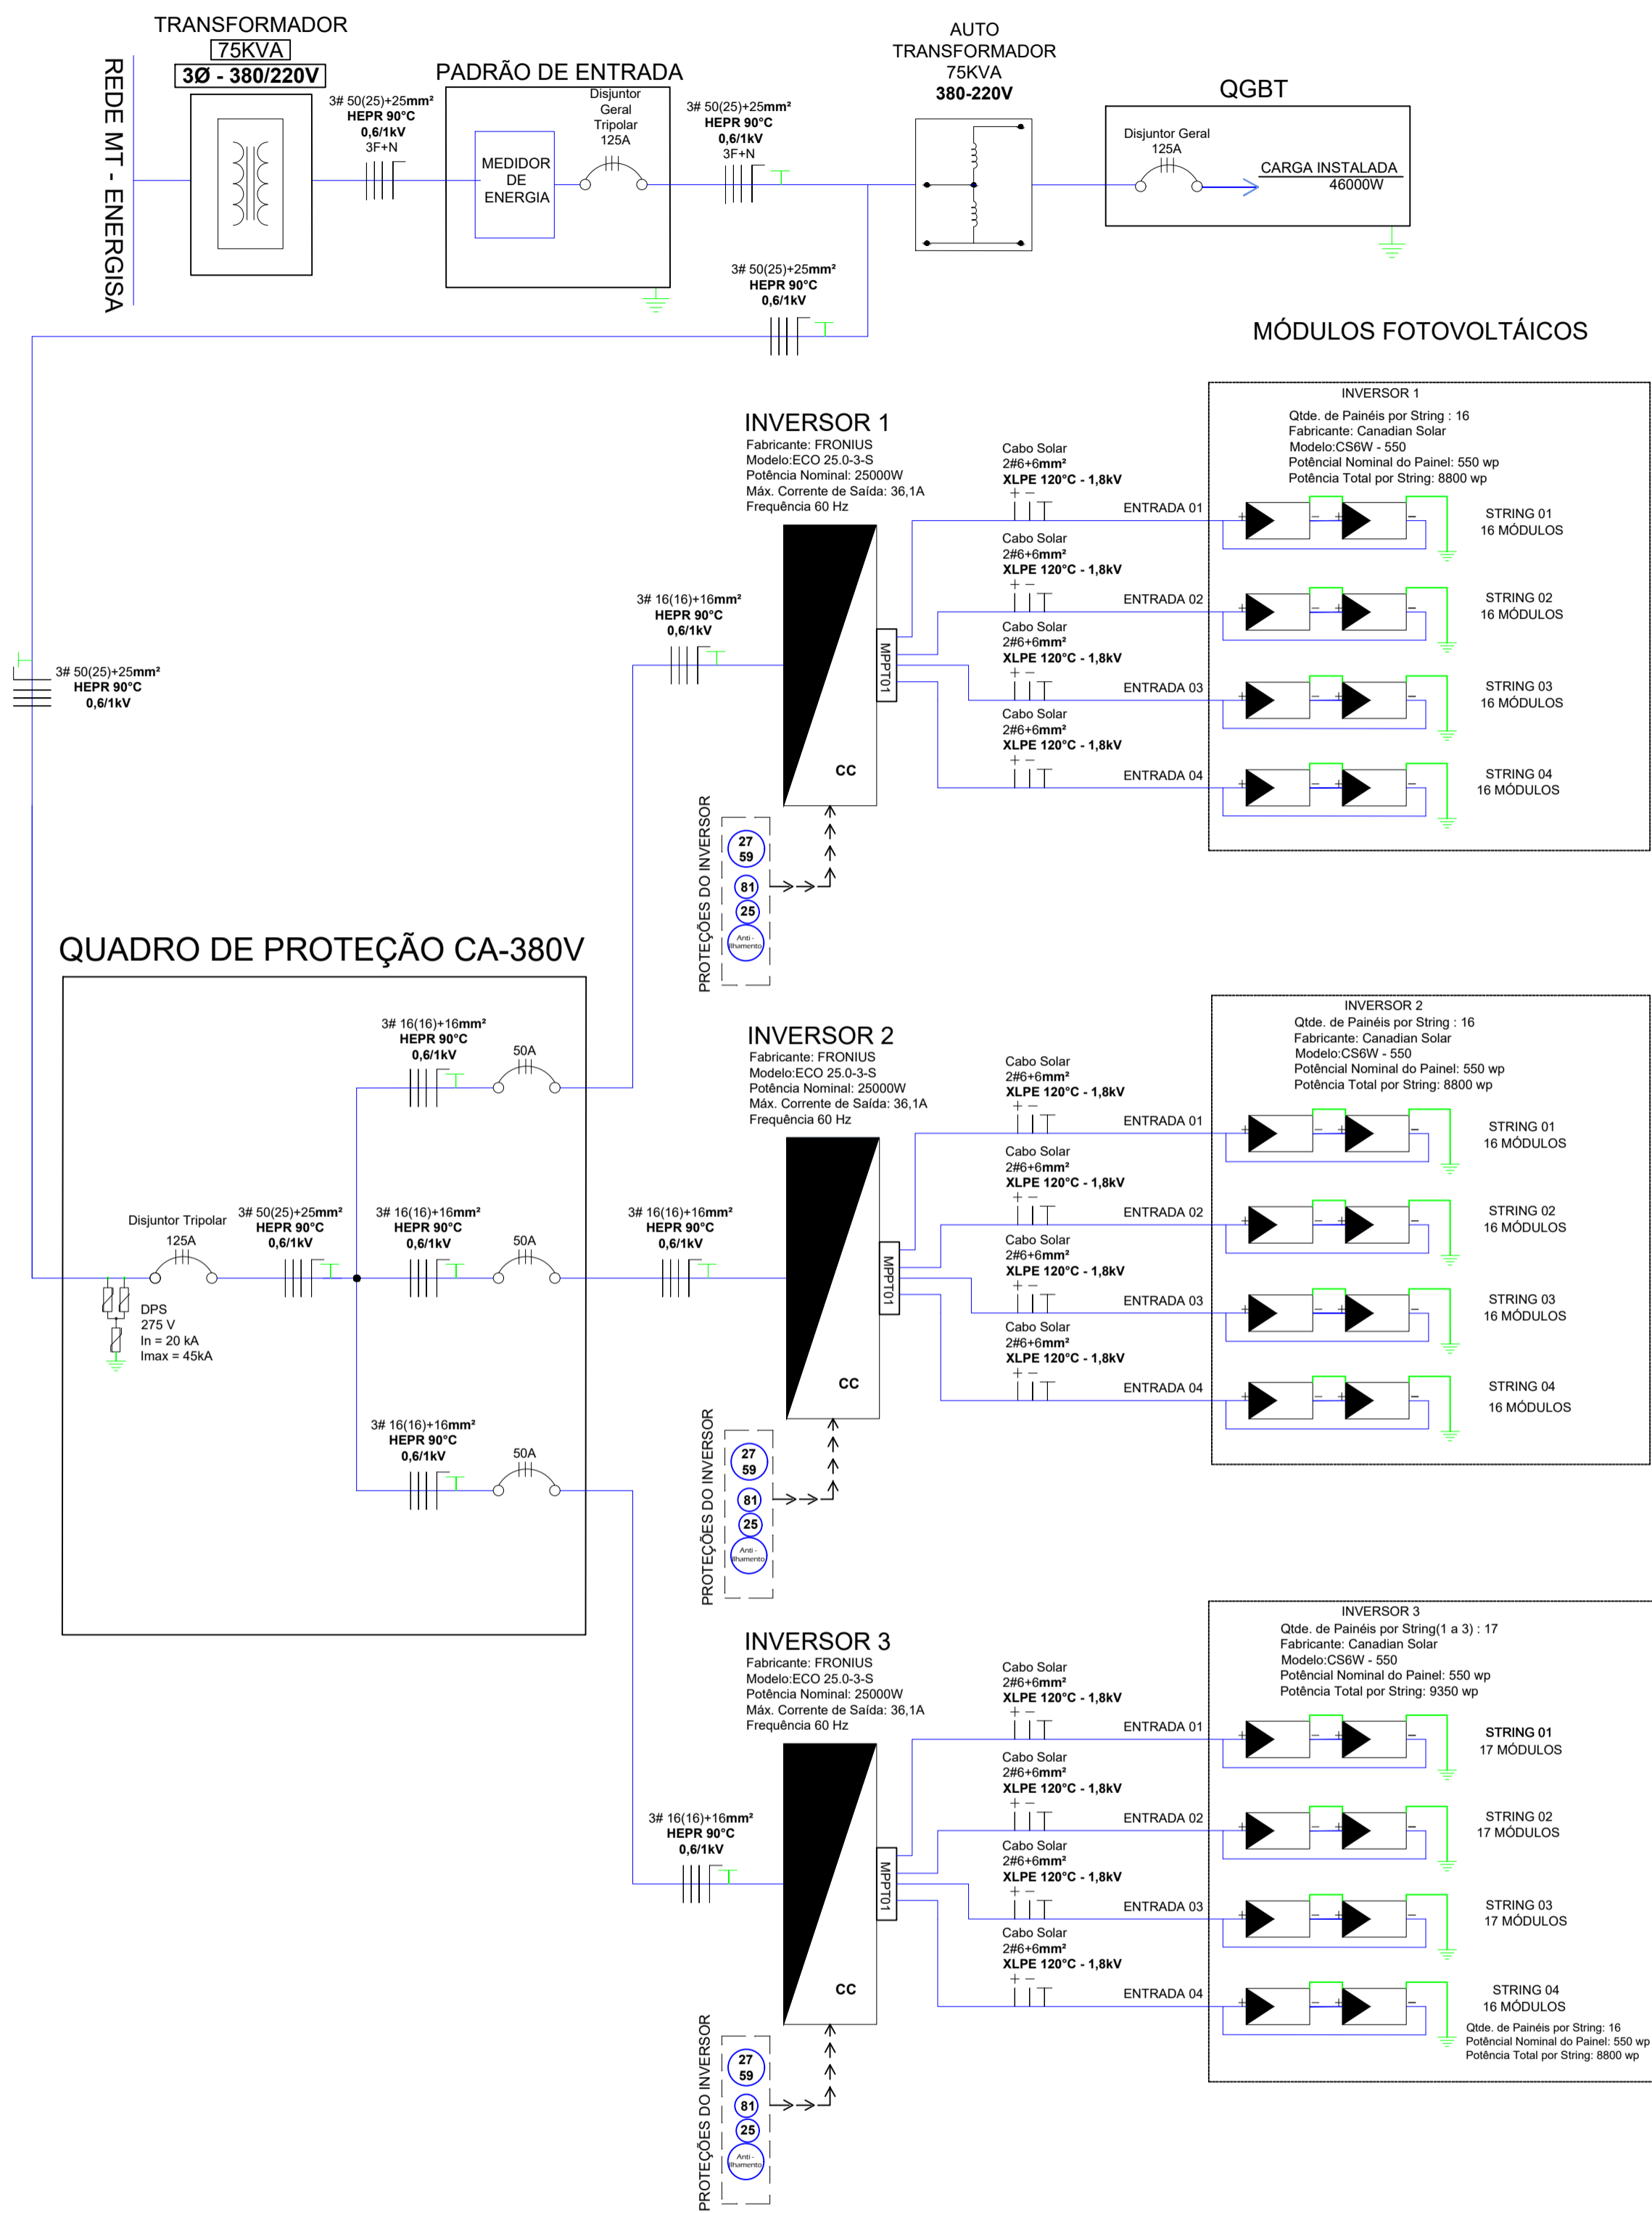 TRANSFORMADOR
75KVA
3Ø - 380/220V
REDE MT - ENERGISA
3# 50(25)+25mm²
HEPR 90°C
0,6/1kV
3F+N
PADRÃO DE ENTRADA
Disjuntor
Geral
Tripolar
125A
MEDIDOR
DE
ENERGIA
3# 50(25)+25mm²
HEPR 90°C
0,6/1kV
3F+N
AUTO
TRANSFORMADOR
75KVA
380-220V
QGBT
Disjuntor Geral
125A
CARGA INSTALADA
46000W
3# 50(25)+25mm²
HEPR 90°C
0,6/1kV
3# 50(25)+25mm²
HEPR 90°C
0,6/1kV
MÓDULOS FOTOVOLTÁICOS
INVERSOR 1
Fabricante: FRONIUS
Modelo:ECO 25.0-3-S
Potência Nominal: 25000W
Máx. Corrente de Saída: 36,1A
Frequência 60 Hz
3# 16(16)+16mm²
HEPR 90°C
0,6/1kV
MPPT01
CC
PROTEÇÕES DO INVERSOR
27
59
81
25
Anti -
Ilhamento
Cabo Solar
2#6+6mm²
XLPE 120°C - 1,8kV
+ −
ENTRADA 01
Cabo Solar
2#6+6mm²
XLPE 120°C - 1,8kV
+ −
ENTRADA 02
Cabo Solar
2#6+6mm²
XLPE 120°C - 1,8kV
+ −
ENTRADA 03
Cabo Solar
2#6+6mm²
XLPE 120°C - 1,8kV
+ −
ENTRADA 04
INVERSOR 1
Qtde. de Painéis por String : 16
Fabricante: Canadian Solar
Modelo:CS6W - 550
Potêncial Nominal do Painel: 550 wp
Potência Total por String: 8800 wp
+ − + −
STRING 01
16 MÓDULOS
+ − + −
STRING 02
16 MÓDULOS
+ − + −
STRING 03
16 MÓDULOS
+ − + −
STRING 04
16 MÓDULOS
QUADRO DE PROTEÇÃO CA-380V
3# 16(16)+16mm²
HEPR 90°C
0,6/1kV
50A
Disjuntor Tripolar
125A
3# 50(25)+25mm²
HEPR 90°C
0,6/1kV
3# 16(16)+16mm²
HEPR 90°C
0,6/1kV
50A
DPS
275 V
In = 20 kA
Imax = 45kA
3# 16(16)+16mm²
HEPR 90°C
0,6/1kV
50A
INVERSOR 2
Fabricante: FRONIUS
Modelo:ECO 25.0-3-S
Potência Nominal: 25000W
Máx. Corrente de Saída: 36,1A
Frequência 60 Hz
3# 16(16)+16mm²
HEPR 90°C
0,6/1kV
MPPT01
CC
PROTEÇÕES DO INVERSOR
27
59
81
25
Anti -
Ilhamento
Cabo Solar
2#6+6mm²
XLPE 120°C - 1,8kV
+ −
ENTRADA 01
Cabo Solar
2#6+6mm²
XLPE 120°C - 1,8kV
+ −
ENTRADA 02
Cabo Solar
2#6+6mm²
XLPE 120°C - 1,8kV
+ −
ENTRADA 03
Cabo Solar
2#6+6mm²
XLPE 120°C - 1,8kV
+ −
ENTRADA 04
INVERSOR 2
Qtde. de Painéis por String : 16
Fabricante: Canadian Solar
Modelo:CS6W - 550
Potêncial Nominal do Painel: 550 wp
Potência Total por String: 8800 wp
+ − + −
STRING 01
16 MÓDULOS
+ − + −
STRING 02
16 MÓDULOS
+ − + −
STRING 03
16 MÓDULOS
+ − + −
STRING 04
16 MÓDULOS
INVERSOR 3
Fabricante: FRONIUS
Modelo:ECO 25.0-3-S
Potência Nominal: 25000W
Máx. Corrente de Saída: 36,1A
Frequência 60 Hz
3# 16(16)+16mm²
HEPR 90°C
0,6/1kV
MPPT01
CC
PROTEÇÕES DO INVERSOR
27
59
81
25
Anti -
Ilhamento
Cabo Solar
2#6+6mm²
XLPE 120°C - 1,8kV
+ −
ENTRADA 01
Cabo Solar
2#6+6mm²
XLPE 120°C - 1,8kV
+ −
ENTRADA 02
Cabo Solar
2#6+6mm²
XLPE 120°C - 1,8kV
+ −
ENTRADA 03
Cabo Solar
2#6+6mm²
XLPE 120°C - 1,8kV
+ −
ENTRADA 04
INVERSOR 3
Qtde. de Painéis por String(1 a 3) : 17
Fabricante: Canadian Solar
Modelo:CS6W - 550
Potêncial Nominal do Painel: 550 wp
Potência Total por String: 9350 wp
+ − + −
STRING 01
17 MÓDULOS
+ − + −
STRING 02
17 MÓDULOS
+ − + −
STRING 03
17 MÓDULOS
+ − + −
STRING 04
16 MÓDULOS
Qtde. de Painéis por String: 16
Potêncial Nominal do Painel: 550 wp
Potência Total por String: 8800 wp